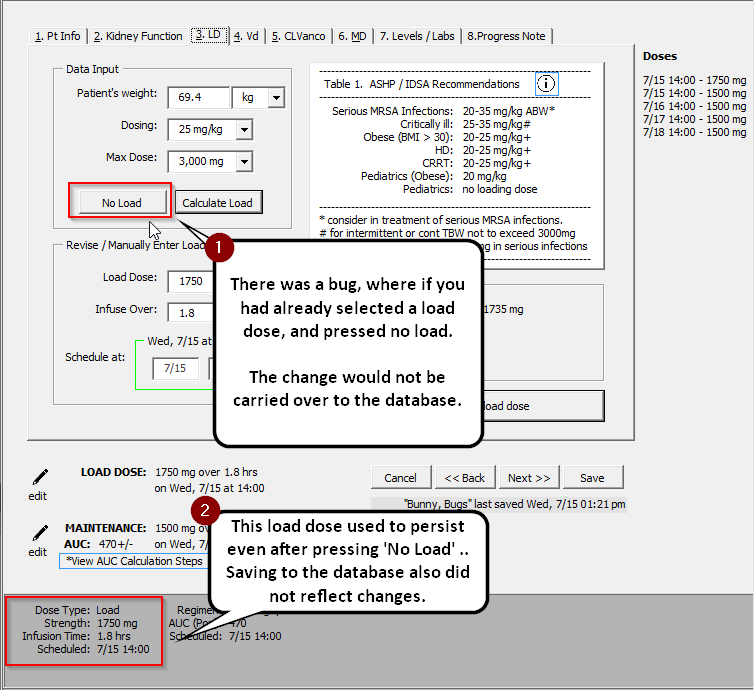 1. Pt Info 2. Kidney Function 3. LD 4. Vd 5. CLVanco 6. MD 7. Levels / Labs 8.Progress Note
Data Input
Patient's weight: 69.4 kg
Dosing: 25 mg/kg
Max Dose: 3,000 mg
No Load Calculate Load
Table 1. ASHP / IDSA Recommendations
Serious MRSA Infections: 20-35 mg/kg ABW*
Critically ill: 25-35 mg/kg#
Obese (BMI > 30): 20-25 mg/kg+
HD: 20-25 mg/kg+
CRRT: 20-25 mg/kg+
Pediatrics (Obese): 20 mg/kg
Pediatrics: no loading dose
* consider in treatment of serious MRSA infections.
# for intermittent or cont TBW not to exceed 3000mg
in serious infections
Doses
7/15 14:00 - 1750 mg
7/15 14:00 - 1500 mg
7/16 14:00 - 1500 mg
7/17 14:00 - 1500 mg
7/18 14:00 - 1500 mg
Revise / Manually Enter Load
Load Dose: 1750
Infuse Over: 1.8
Wed, 7/15 at
Schedule at: 7/15
1735 mg
load dose
1
There was a bug, where if you
had already selected a load
dose, and pressed no load.
The change would not be
carried over to the database.
edit
LOAD DOSE: 1750 mg over 1.8 hrs
on Wed, 7/15 at 14:00
Cancel << Back Next >> Save
"Bunny, Bugs" last saved Wed, 7/15 01:21 pm
edit
MAINTENANCE: 1500 mg ov
AUC: 470+/- on Wed, 7/
*View AUC Calculation Steps
2
This load dose used to persist
even after pressing 'No Load' ..
Saving to the database also did
not reflect changes.
Dose Type: Load
Strength: 1750 mg
Infusion Time: 1.8 hrs
Scheduled: 7/15 14:00
Regimen
AUC (Po 470
Scheduled: 7/15 14:00